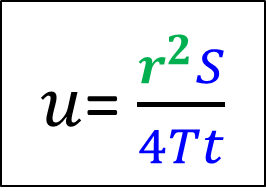 u = r²S / 4Tt